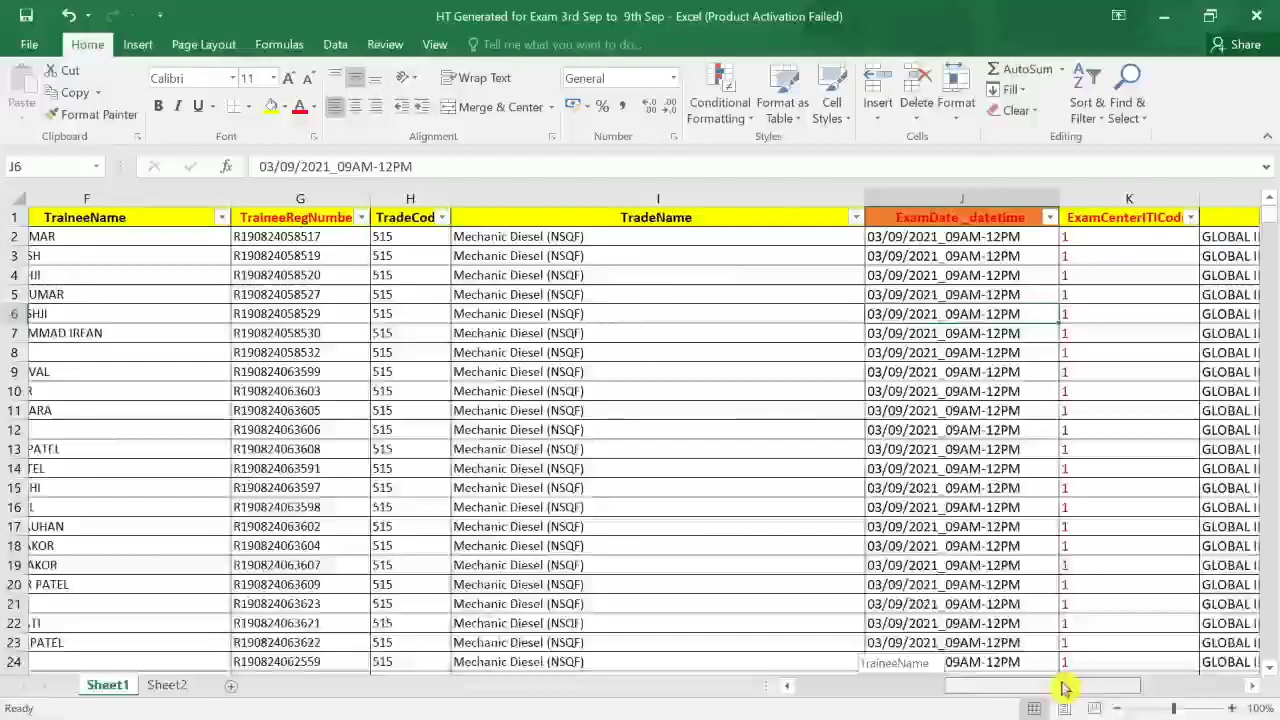 HT Generated for Exam 3rd Sep to 9th Sep - Excel (Product Activation Failed)
File Home Insert Page Layout Formulas Data Review View Tell me what you want to do... Share
Paste Cut Copy Format Painter Calibri 11 B I U Wrap Text Merge & Center General % Conditional Formatting Format as Table Cell Styles Insert Delete Format AutoSum Fill Clear Sort & Filter Find & Select
Clipboard Font Alignment Number Styles Cells Editing
J6 fx 03/09/2021_09AM-12PM
F G H I J K
1 TraineeName TraineeRegNumbe TradeCod TradeName ExamDate_datetime ExamCenterITICod
2 MAR R190824058517 515 Mechanic Diesel (NSQF) 03/09/2021_09AM-12PM 1 GLOBAL I
3 SH R190824058519 515 Mechanic Diesel (NSQF) 03/09/2021_09AM-12PM 1 GLOBAL I
4 HJI R190824058520 515 Mechanic Diesel (NSQF) 03/09/2021_09AM-12PM 1 GLOBAL I
5 UMAR R190824058527 515 Mechanic Diesel (NSQF) 03/09/2021_09AM-12PM 1 GLOBAL I
6 SHJI R190824058529 515 Mechanic Diesel (NSQF) 03/09/2021_09AM-12PM 1 GLOBAL I
7 MMAD IRFAN R190824058530 515 Mechanic Diesel (NSQF) 03/09/2021_09AM-12PM 1 GLOBAL I
8 R190824058532 515 Mechanic Diesel (NSQF) 03/09/2021_09AM-12PM 1 GLOBAL I
9 VAL R190824063599 515 Mechanic Diesel (NSQF) 03/09/2021_09AM-12PM 1 GLOBAL I
10 R R190824063603 515 Mechanic Diesel (NSQF) 03/09/2021_09AM-12PM 1 GLOBAL I
11 ARA R190824063605 515 Mechanic Diesel (NSQF) 03/09/2021_09AM-12PM 1 GLOBAL I
12 R190824063606 515 Mechanic Diesel (NSQF) 03/09/2021_09AM-12PM 1 GLOBAL I
13 PATEL R190824063608 515 Mechanic Diesel (NSQF) 03/09/2021_09AM-12PM 1 GLOBAL I
14 TEL R190824063591 515 Mechanic Diesel (NSQF) 03/09/2021_09AM-12PM 1 GLOBAL I
15 HI R190824063597 515 Mechanic Diesel (NSQF) 03/09/2021_09AM-12PM 1 GLOBAL I
16 L R190824063598 515 Mechanic Diesel (NSQF) 03/09/2021_09AM-12PM 1 GLOBAL I
17 AUHAN R190824063602 515 Mechanic Diesel (NSQF) 03/09/2021_09AM-12PM 1 GLOBAL I
18 AKOR R190824063604 515 Mechanic Diesel (NSQF) 03/09/2021_09AM-12PM 1 GLOBAL I
19 AKOR R190824063607 515 Mechanic Diesel (NSQF) 03/09/2021_09AM-12PM 1 GLOBAL I
20 R PATEL R190824063609 515 Mechanic Diesel (NSQF) 03/09/2021_09AM-12PM 1 GLOBAL I
21 R190824063623 515 Mechanic Diesel (NSQF) 03/09/2021_09AM-12PM 1 GLOBAL I
22 ATI R190824063621 515 Mechanic Diesel (NSQF) 03/09/2021_09AM-12PM 1 GLOBAL I
23 PATEL R190824063622 515 Mechanic Diesel (NSQF) 03/09/2021_09AM-12PM 1 GLOBAL I
24 R190824062559 515 Mechanic Diesel (NSQF) TraineeName 09AM-12PM 1 GLOBAL I
Sheet1 Sheet2
Ready 100%